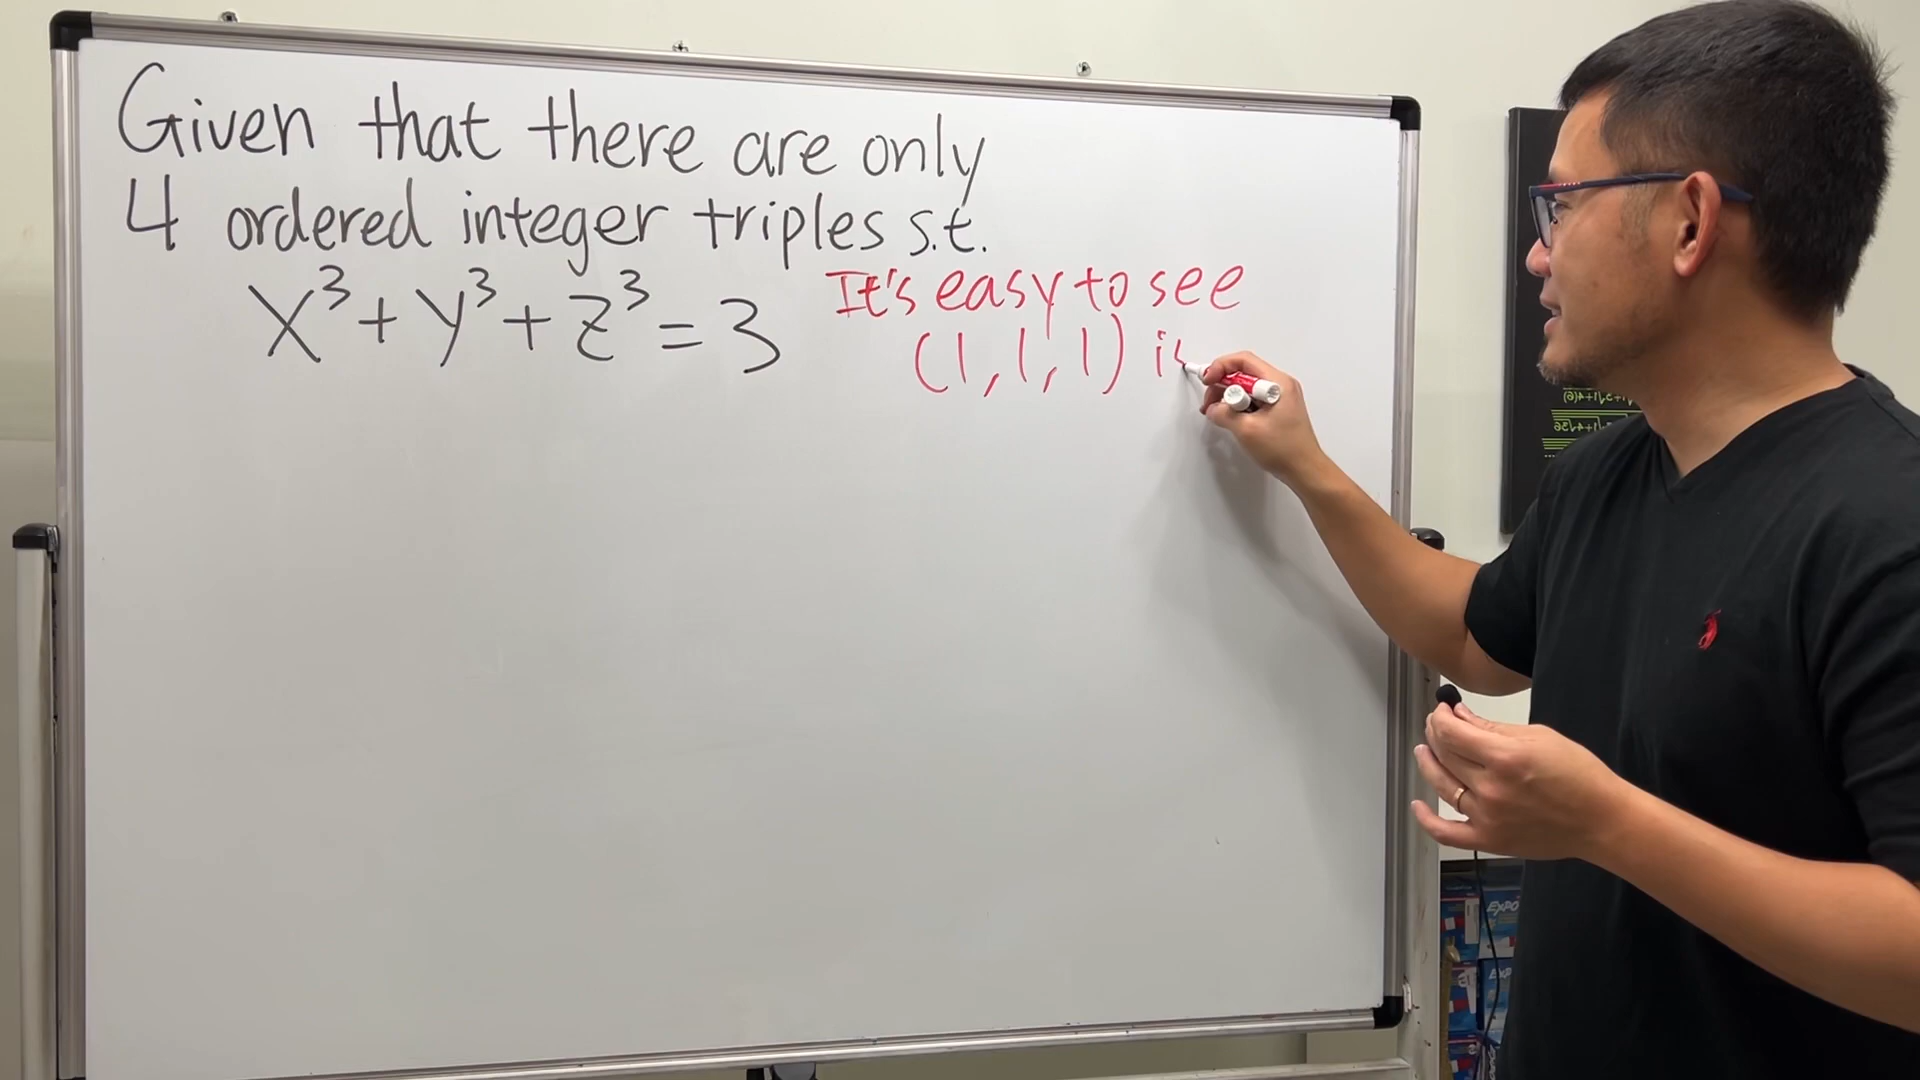 Given that there are only
4 ordered integer triples s.t.
x³+y³+z³=3
It's easy to see
(1,1,1) is
EXPO